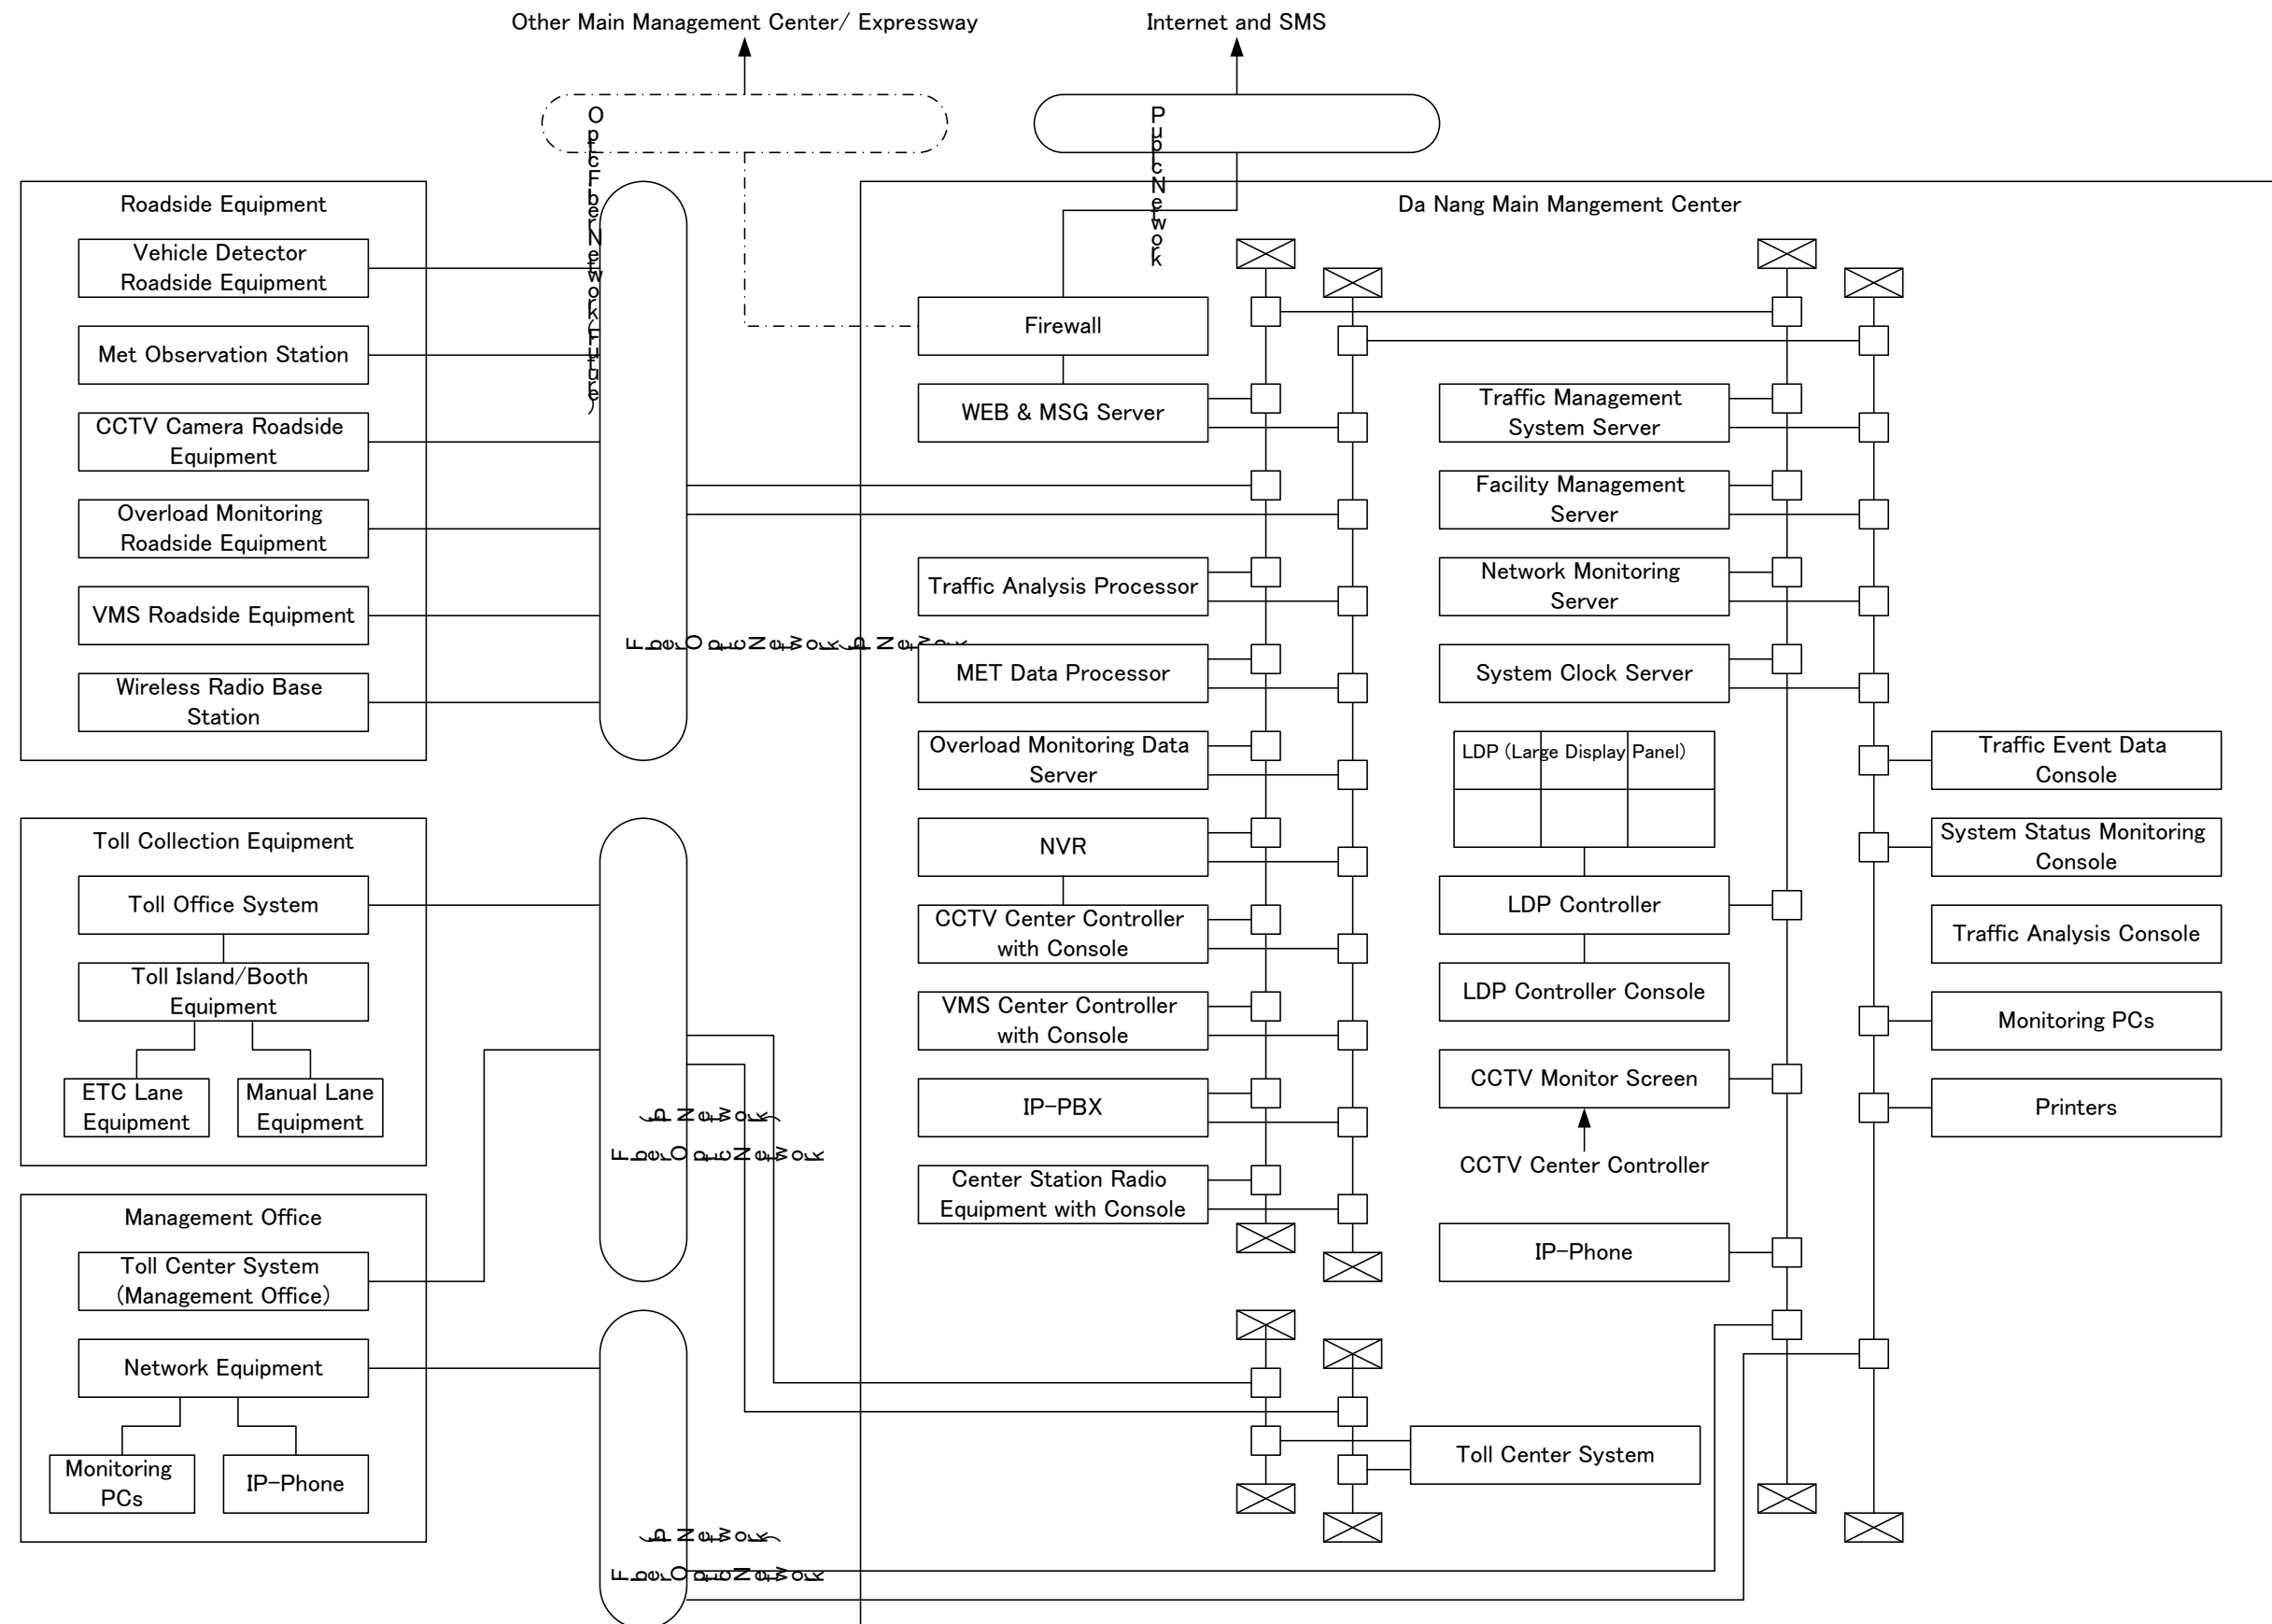 Other Main Management Center/ Expressway
Internet and SMS
Roadside Equipment
Vehicle Detector
Roadside Equipment
Met Observation Station
CCTV Camera Roadside
Equipment
Overload Monitoring
Roadside Equipment
VMS Roadside Equipment
Wireless Radio Base
Station
Toll Collection Equipment
Toll Office System
Toll Island/Booth
Equipment
ETC Lane
Equipment
Manual Lane
Equipment
Management Office
Toll Center System
(Management Office)
Network Equipment
Monitoring
PCs
IP-Phone
Da Nang Main Mangement Center
Firewall
WEB & MSG Server
Traffic Analysis Processor
MET Data Processor
Overload Monitoring Data
Server
NVR
CCTV Center Controller
with Console
VMS Center Controller
with Console
IP-PBX
Center Station Radio
Equipment with Console
Traffic Management
System Server
Facility Management
Server
Network Monitoring
Server
System Clock Server
LDP (Large Display Panel)
LDP Controller
LDP Controller Console
CCTV Monitor Screen
CCTV Center Controller
IP-Phone
Toll Center System
Traffic Event Data
Console
System Status Monitoring
Console
Traffic Analysis Console
Monitoring PCs
Printers